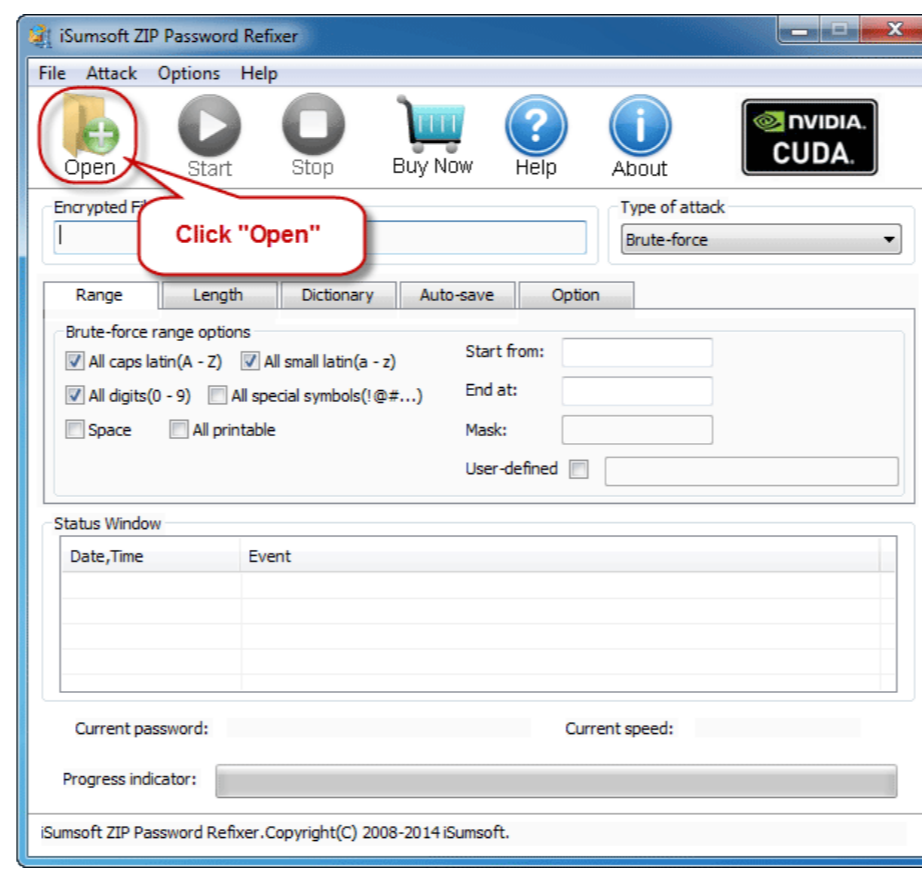 iSumsoft ZIP Password Refixer
File Attack Options Help
Open Start Stop Buy Now Help About
NVIDIA.
CUDA.
Encrypted Type of attack
Click "Open"
Brute-force
Range Length Dictionary Auto-save Option
Brute-force range options
All caps latin(A - Z) All small latin(a - z) Start from:
All digits(0 - 9) All special symbols(!@#...) End at:
Space All printable Mask:
User-defined
Status Window
Date,Time Event
Current password: Current speed:
Progress indicator:
iSumsoft ZIP Password Refixer.Copyright(C) 2008-2014 iSumsoft.